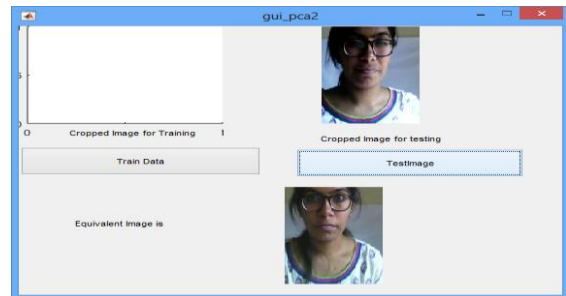 gui_pca2
0
Cropped Image for Training
1
Cropped Image for testing
Train Data
TestImage
Equivalent Image is